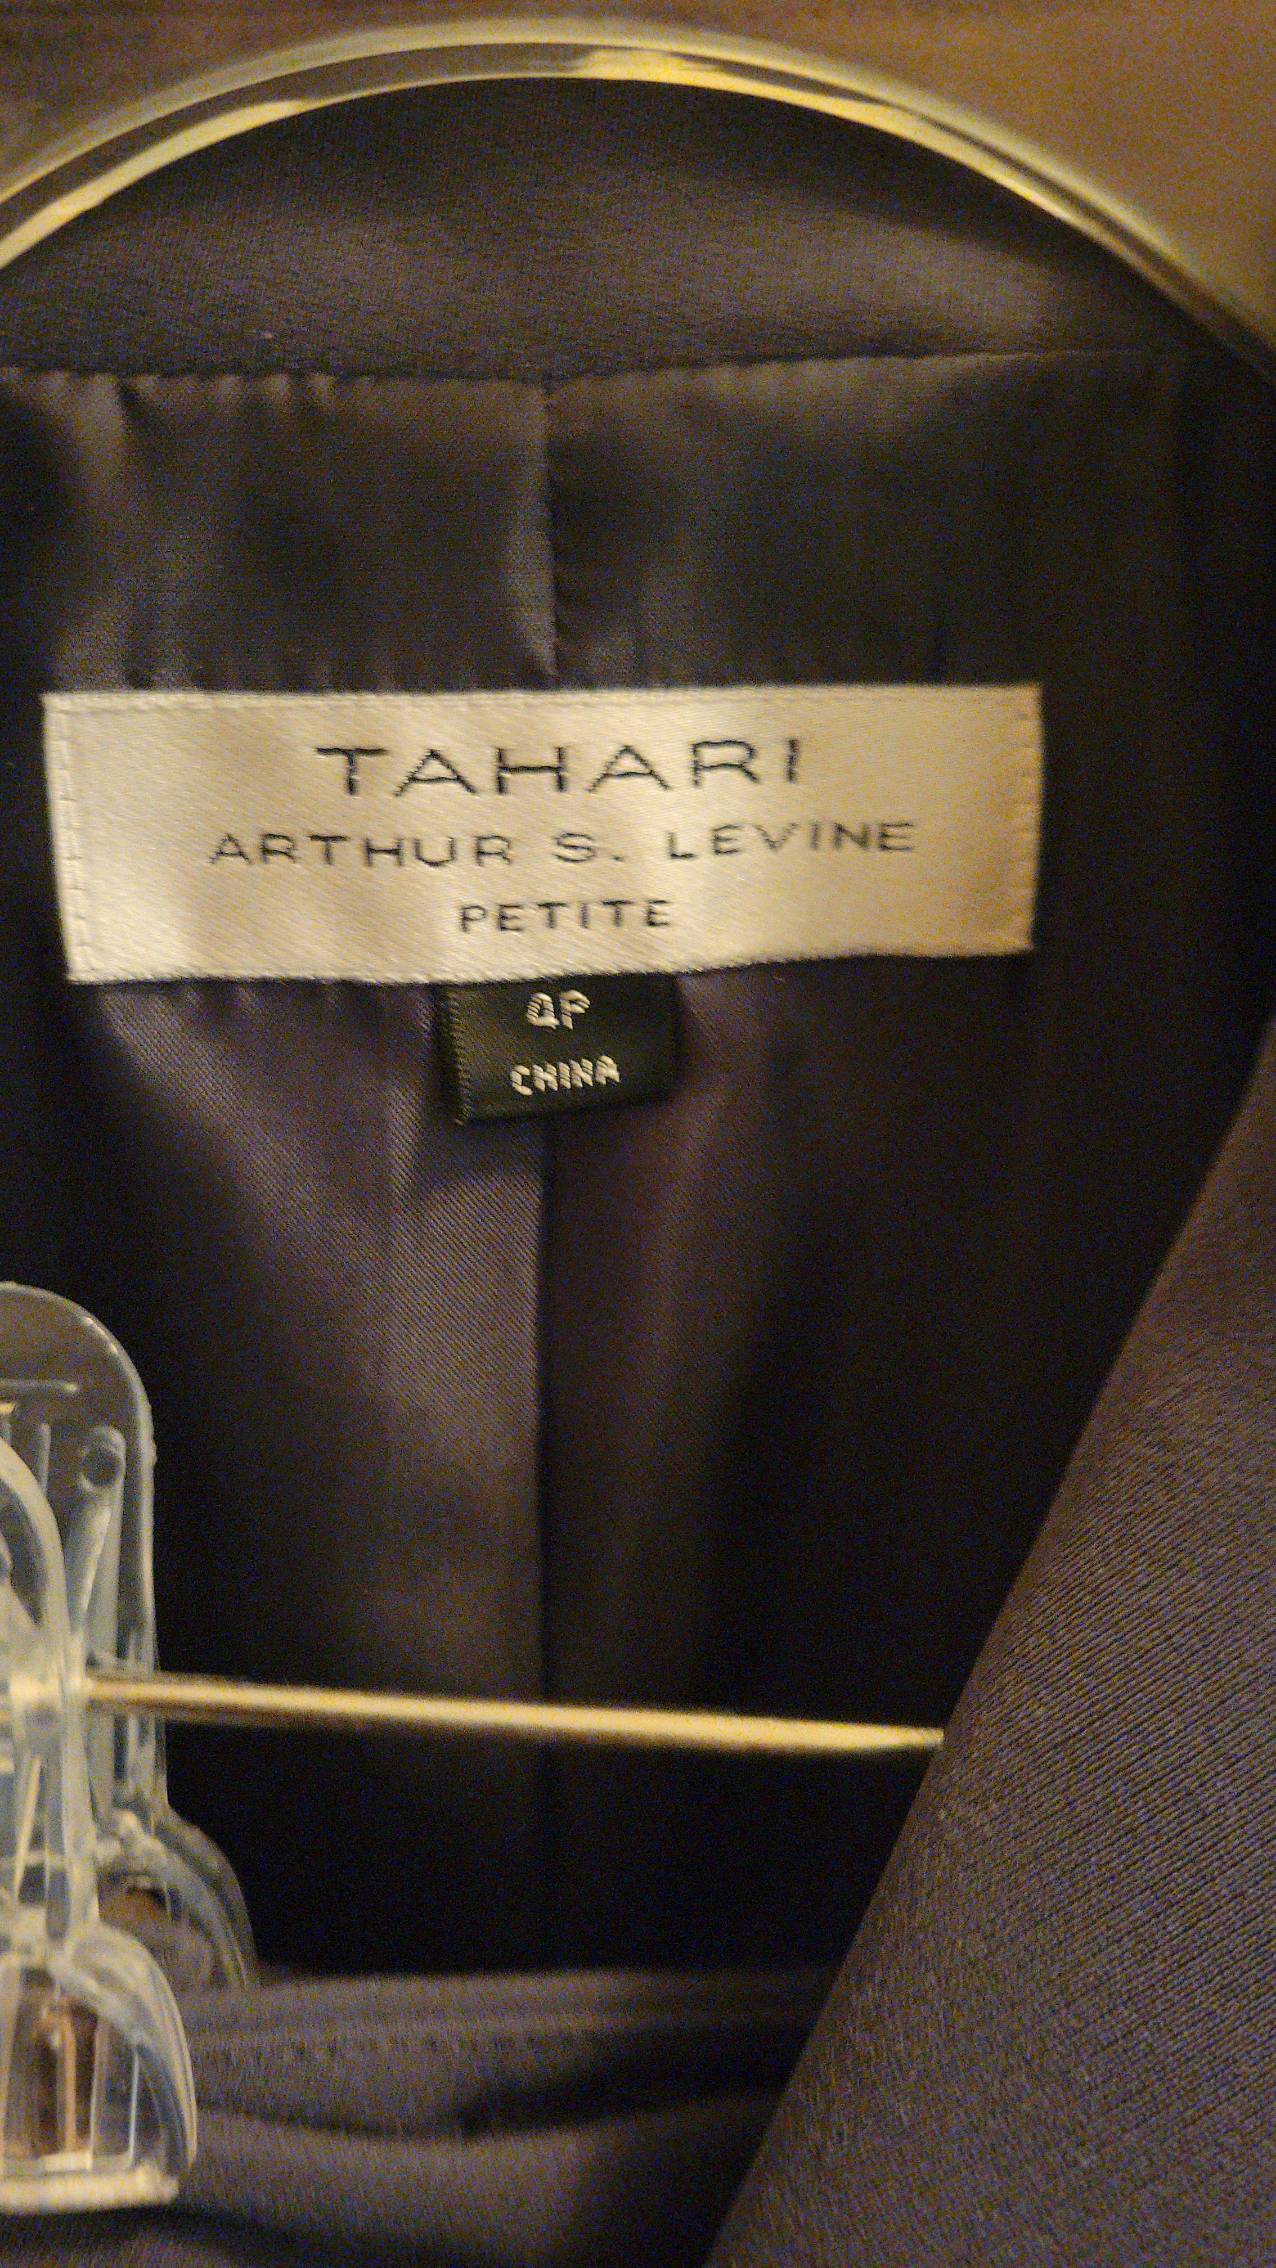 TAHARI
ARTHUR S. LEVINE
PETITE
4P
CHINA